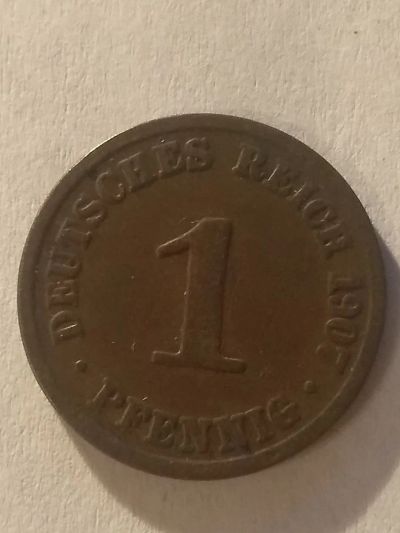 DEUTSCHES REICH 1907
1
· PFENNIG ·